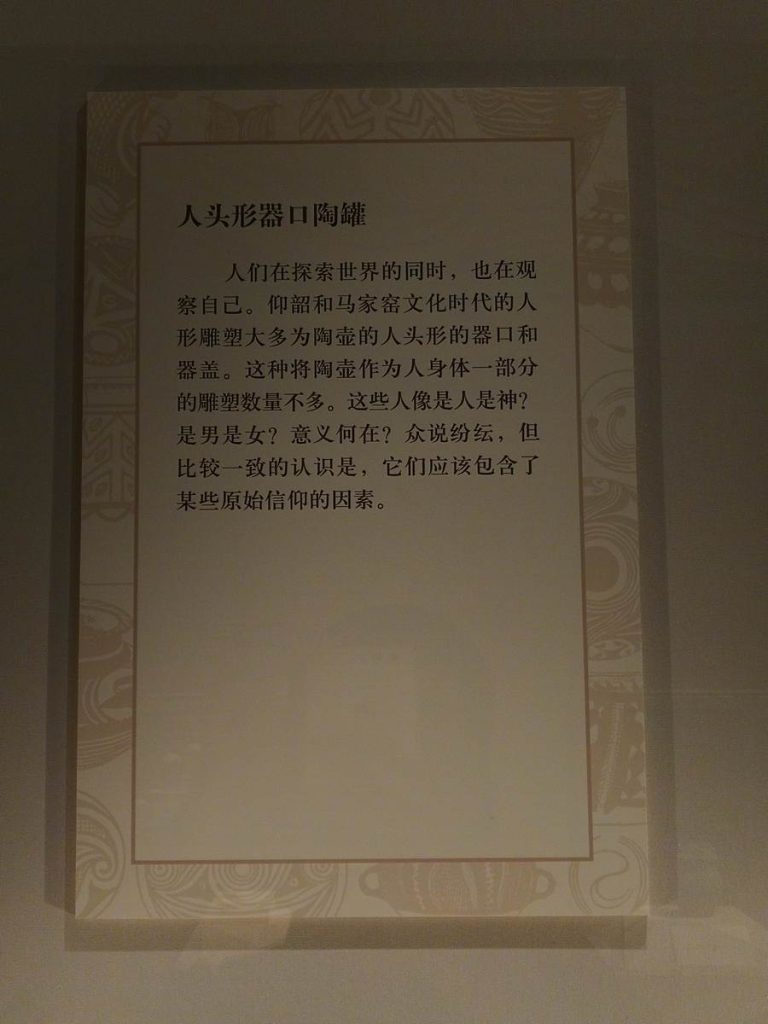 人头形器口陶罐
人们在探索世界的同时，也在观
察自己。仰韶和马家窑文化时代的人
形雕塑大多为陶壶的人头形的器口和
器盖。这种将陶壶作为人身体一部分
的雕塑数量不多。这些人像是人是神？
是男是女？意义何在？众说纷纭，但
比较一致的认识是，它们应该包含了
某些原始信仰的因素。